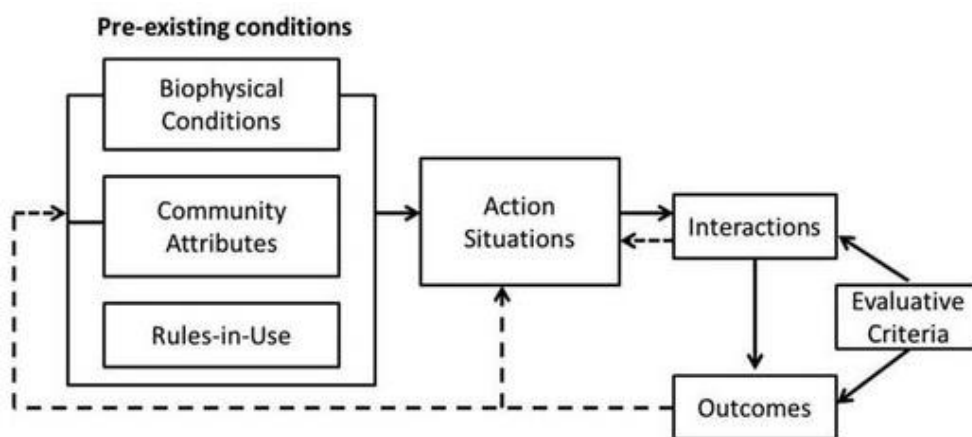 Pre-existing conditions
Biophysical
Conditions
Community
Attributes
Rules-in-Use
Action
Situations
Interactions
Evaluative
Criteria
Outcomes